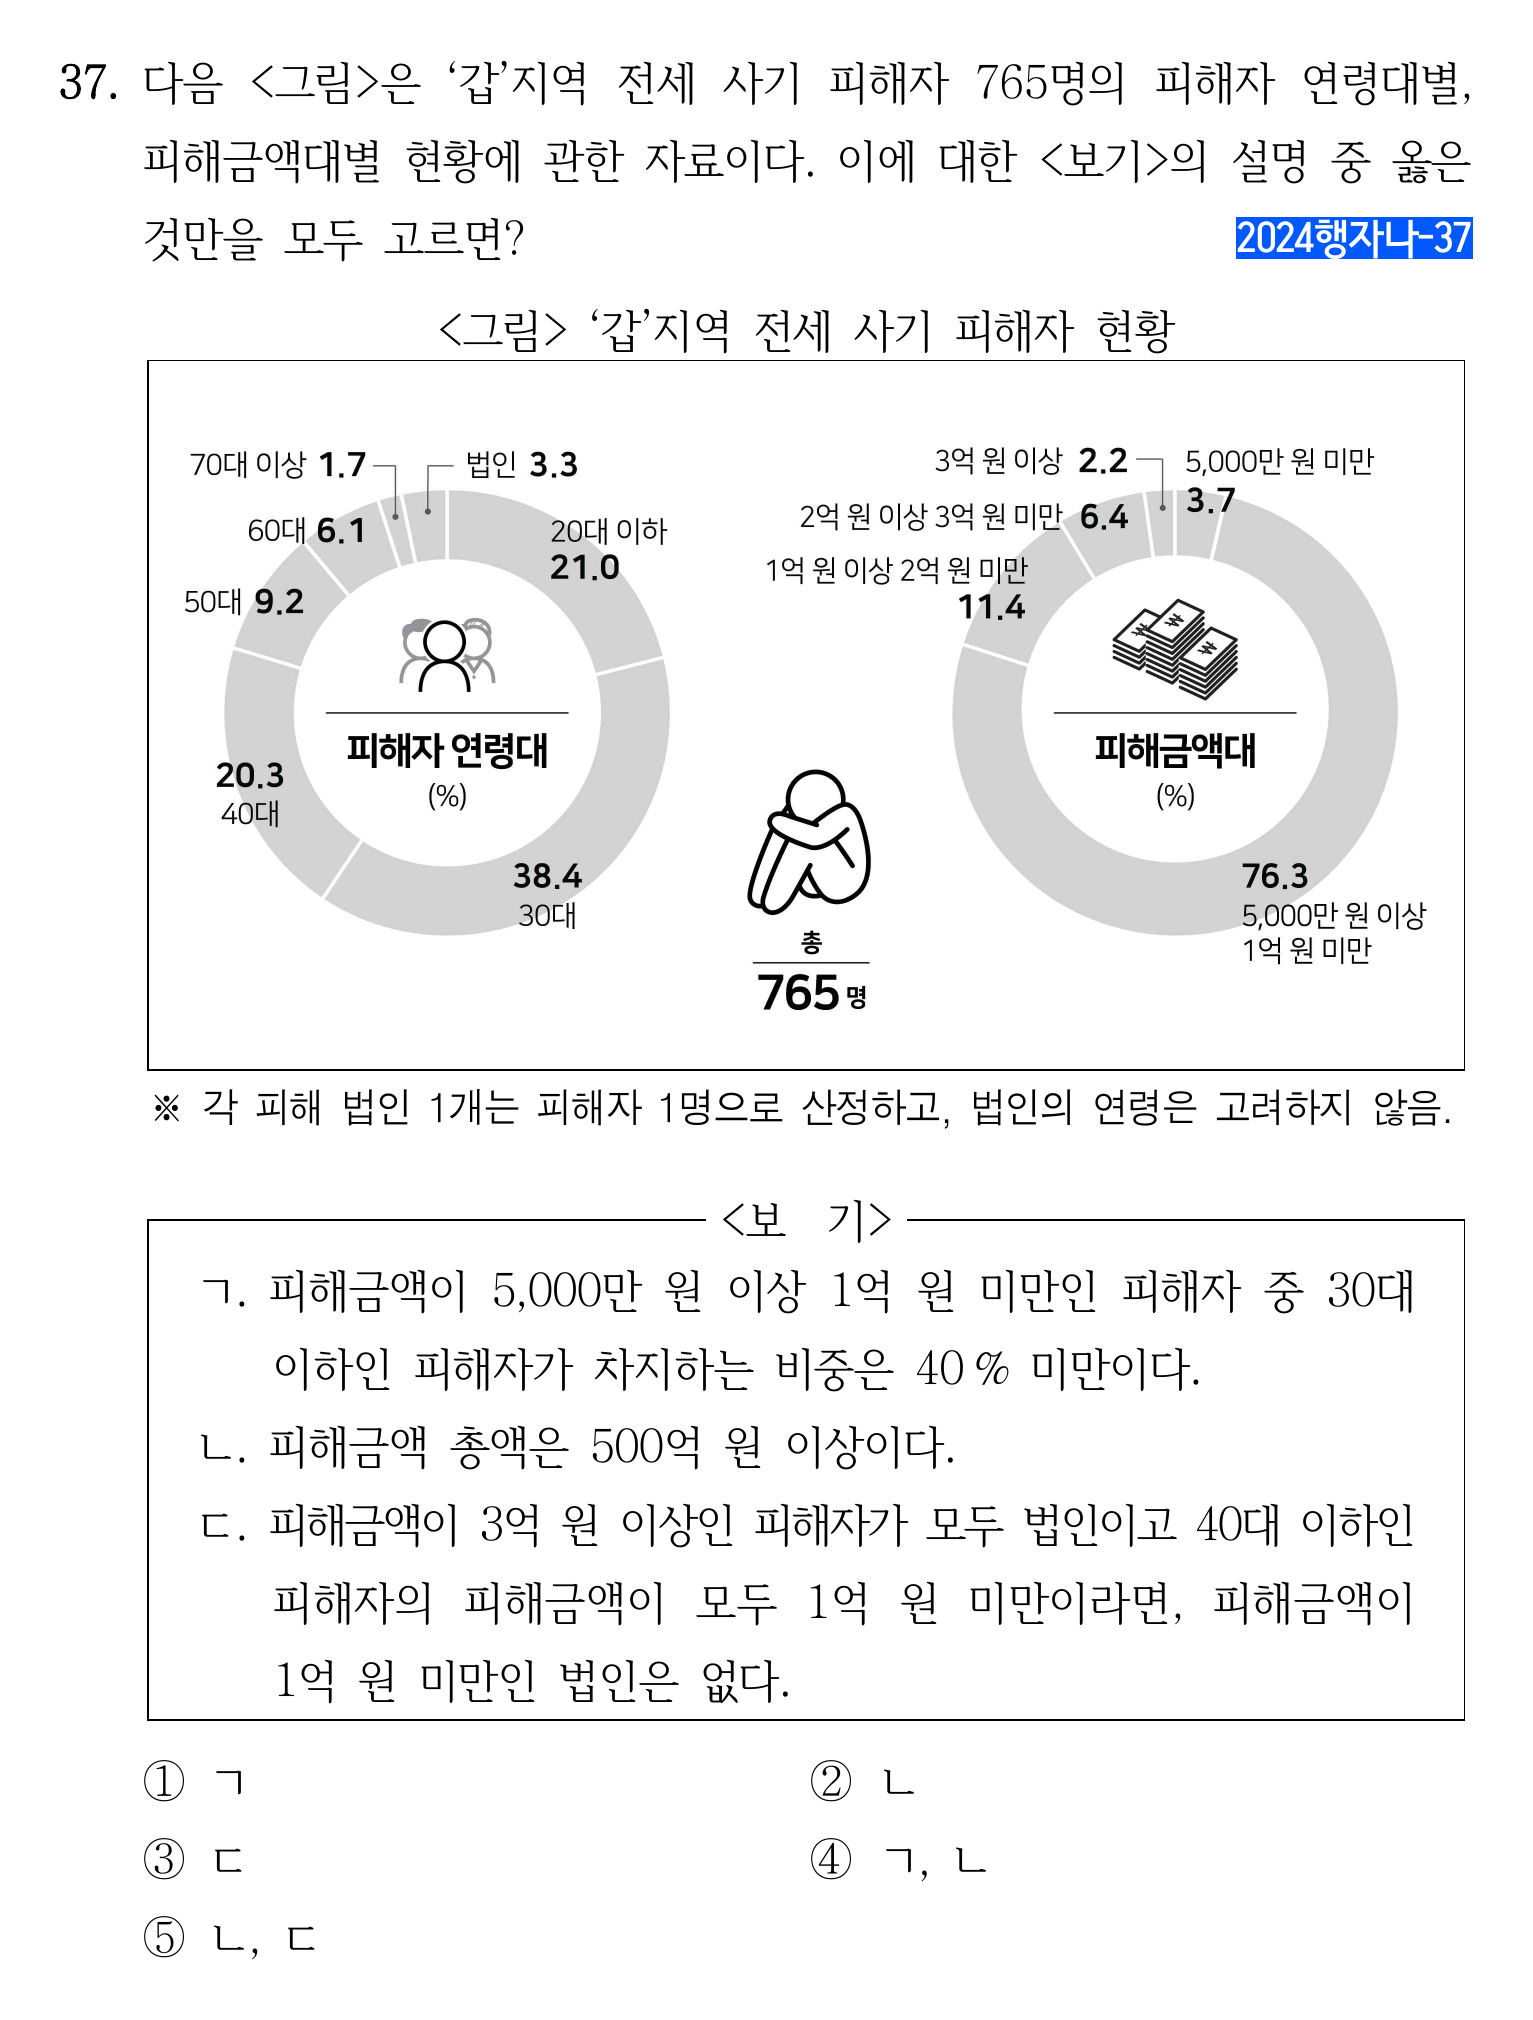 37. 다음 <그림>은 ‘갑’지역 전세 사기 피해자 765명의 피해자 연령대별,
피해금액대별 현황에 관한 자료이다. 이에 대한 <보기>의 설명 중 옳은
것만을 모두 고르면?
2024행자나-37
<그림> ‘갑’지역 전세 사기 피해자 현황
70대 이상 1.7
법인 3.3
60대 6.1
20대 이하
21.0
50대 9.2
20.3
40대
38.4
30대
피해자 연령대
(%)
3억 원 이상 2.2
5,000만 원 미만
3.7
2억 원 이상 3억 원 미만 6.4
1억 원 이상 2억 원 미만
11.4
피해금액대
(%)
76.3
5,000만 원 이상
1억 원 미만
총
765명
※ 각 피해 법인 1개는 피해자 1명으로 산정하고, 법인의 연령은 고려하지 않음.
<보 기>
ㄱ. 피해금액이 5,000만 원 이상 1억 원 미만인 피해자 중 30대
이하인 피해자가 차지하는 비중은 40% 미만이다.
ㄴ. 피해금액 총액은 500억 원 이상이다.
ㄷ. 피해금액이 3억 원 이상인 피해자가 모두 법인이고 40대 이하인
피해자의 피해금액이 모두 1억 원 미만이라면, 피해금액이
1억 원 미만인 법인은 없다.
① ㄱ
② ㄴ
③ ㄷ
④ ㄱ, ㄴ
⑤ ㄴ, ㄷ